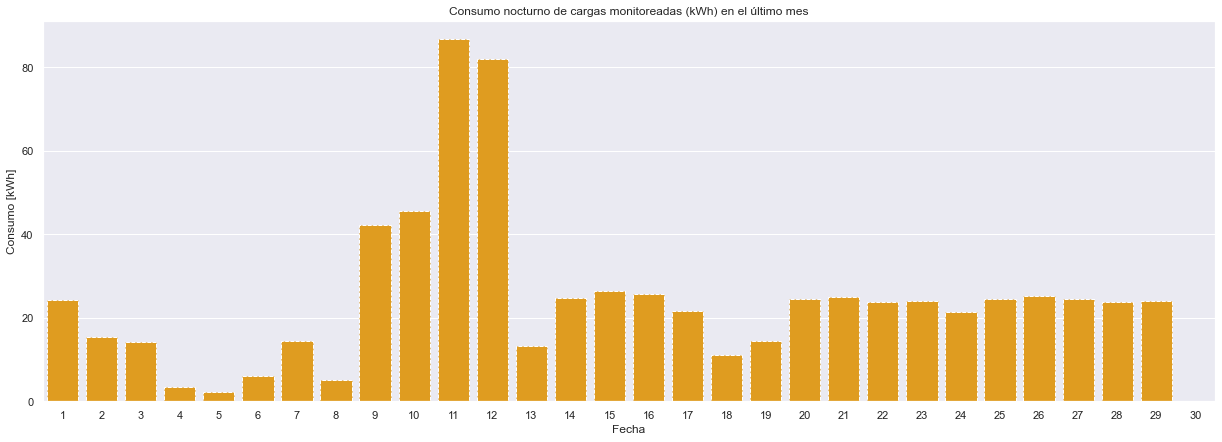 Consumo nocturno de cargas monitoreadas (kWh) en el último mes
Consumo [kWh]
80
60
40
20
0
1 2 3 4 5 6 7 8 9 10 11 12 13 14 15 16 17 18 19 20 21 22 23 24 25 26 27 28 29 30
Fecha